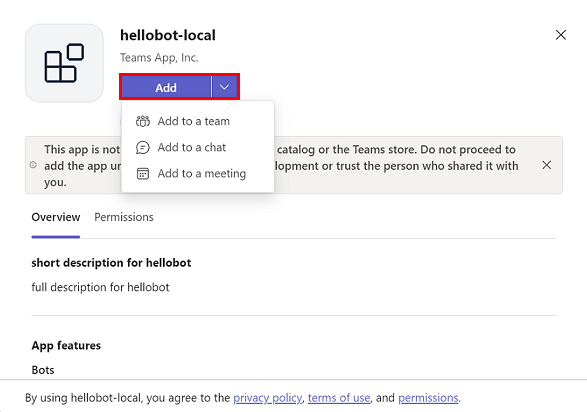 hellobot-local
Teams App, Inc.
Add
Add to a team
Add to a chat
Add to a meeting
This app is not catalog or the Teams store. Do not proceed to
add the app lopment or trust the person who shared it with
you.
Overview Permissions
short description for hellobot
full description for hellobot
App features
Bots
By using hellobot-local, you agree to the privacy policy, terms of use, and permissions.